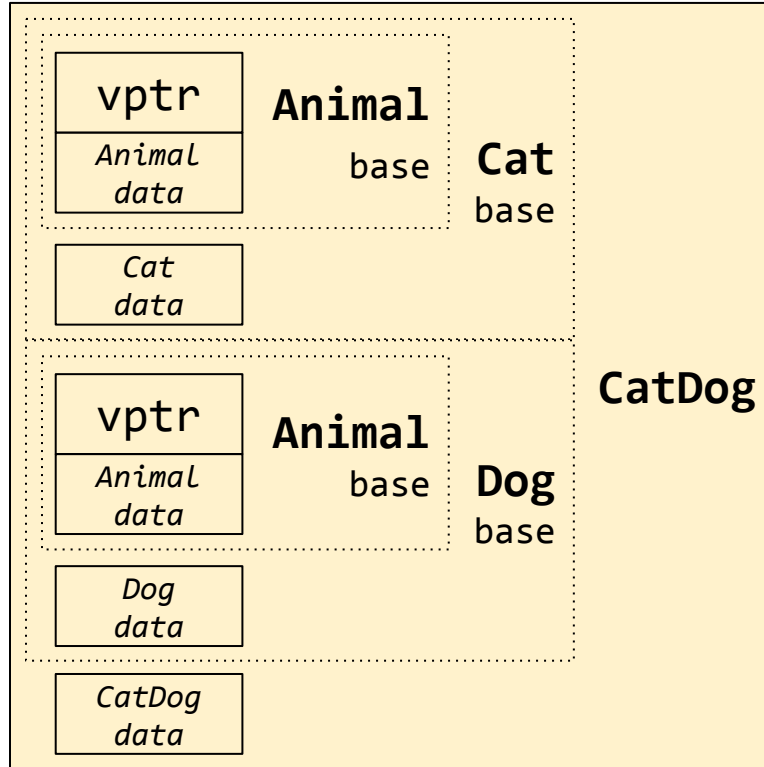 vptr
Animal
data
Animal
base
Cat
base
Cat
data
vptr
Animal
data
Animal
base
Dog
base
Dog
data
CatDog
CatDog
data